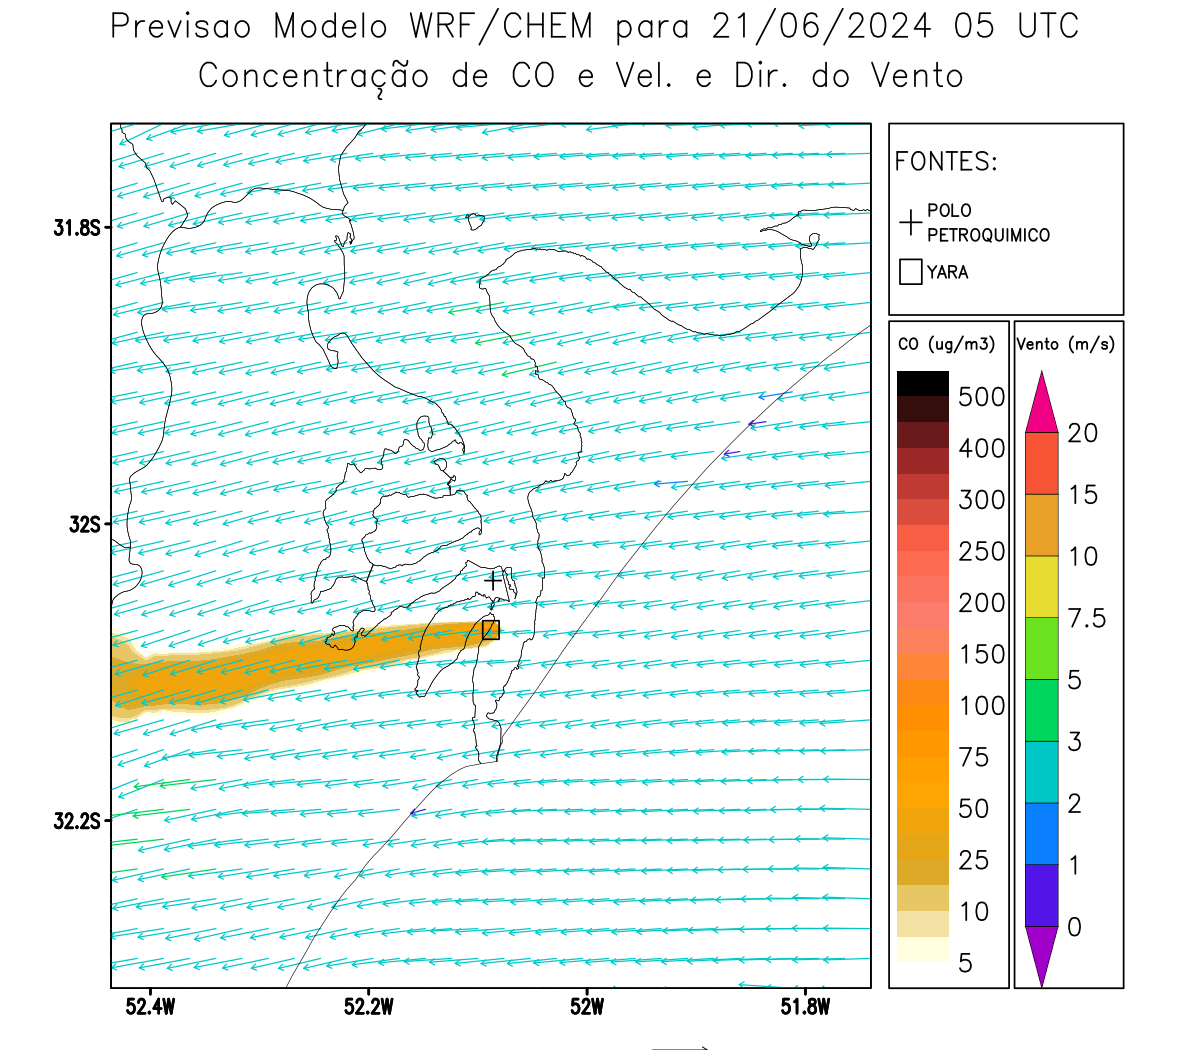 Previsao Modelo WRF/CHEM para 21/06/2024 05 UTC
Concentração de CO e Vel. e Dir. do Vento
FONTES:
POLO
PETROQUIMICO
YARA
CO (ug/m3)
500
400
300
250
200
150
100
75
50
25
10
5
Vento (m/s)
20
15
10
7.5
5
3
2
1
0
31.8S
32S
32.2S
52.4W
52.2W
52W
51.8W